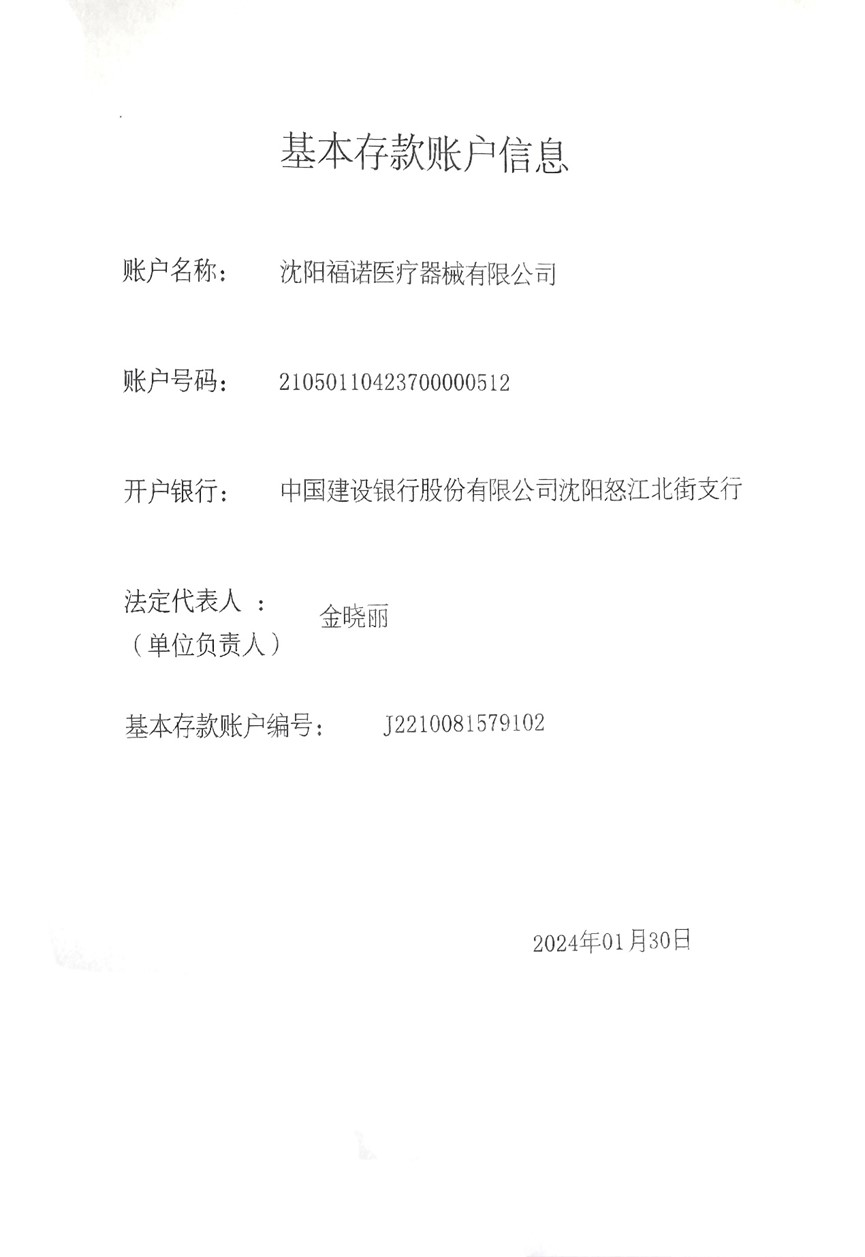 基本存款账户信息
账户名称： 沈阳福诺医疗器械有限公司
账户号码： 21050110423700000512
开户银行： 中国建设银行股份有限公司沈阳怒江北街支行
法定代表人 ： 金晓丽
（单位负责人）
基本存款账户编号： J2210081579102
2024年01月30日